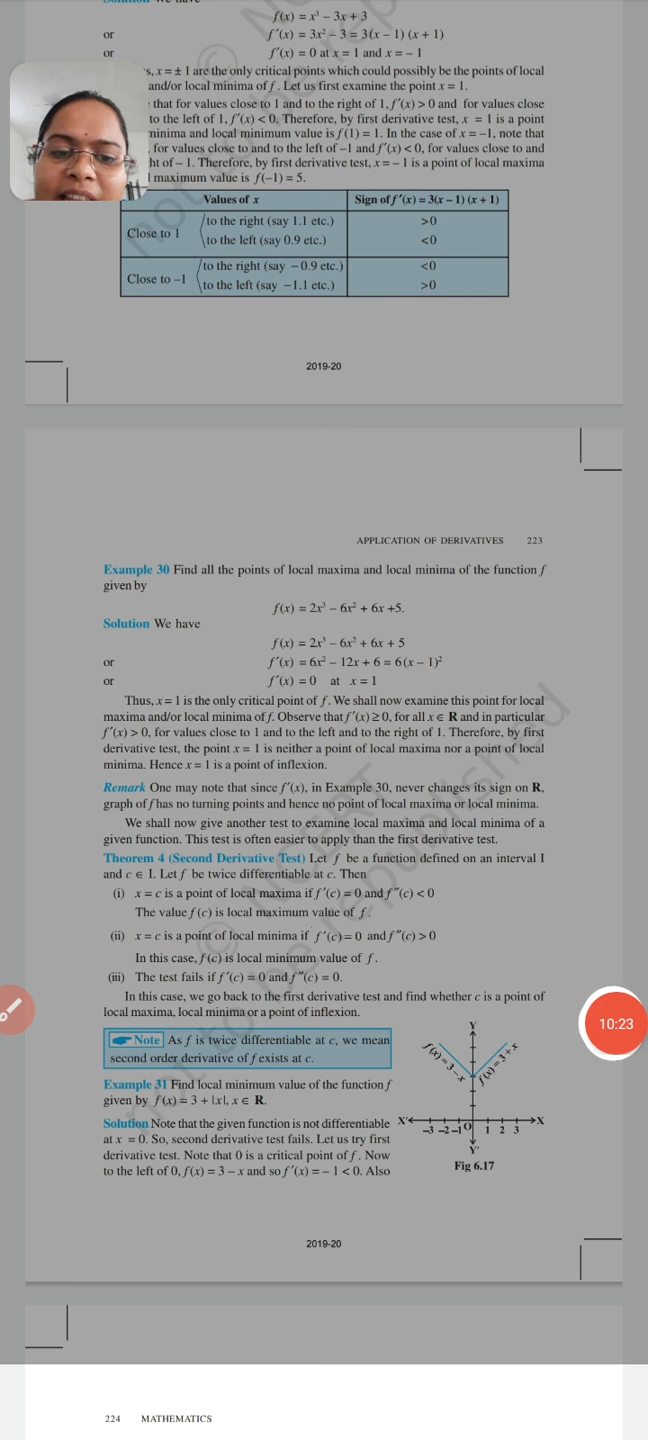 Solution We have
f(x) = x³ – 3x + 3
or f′(x) = 3x² – 3 = 3(x – 1) (x + 1)
or f′(x) = 0 at x = 1 and x = – 1
s, x = ± 1 are the only critical points which could possibly be the points of local
and/or local minima of f. Let us first examine the point x = 1.
that for values close to 1 and to the right of 1, f′(x) > 0 and for values close
to the left of 1, f′(x) < 0. Therefore, by first derivative test, x = 1 is a point
minima and local minimum value is f(1) = 1. In the case of x = –1, note that
, for values close to and to the left of –1 and f′(x) < 0, for values close to and
ht of – 1. Therefore, by first derivative test, x = – 1 is a point of local maxima
l maximum value is f(–1) = 5.
Values of x Sign of f′(x) = 3(x – 1) (x + 1)
Close to 1 to the right (say 1.1 etc.) >0
to the left (say 0.9 etc.) <0
Close to –1 to the right (say – 0.9 etc.) <0
to the left (say –1.1 etc.) >0
2019-20
APPLICATION OF DERIVATIVES 223
Example 30 Find all the points of local maxima and local minima of the function f
given by
f(x) = 2x³ – 6x² + 6x +5.
Solution We have
f(x) = 2x³ – 6x² + 6x + 5
or f′(x) = 6x² – 12x + 6 = 6(x – 1)²
or f′(x) = 0 at x = 1
Thus, x = 1 is the only critical point of f. We shall now examine this point for local
maxima and/or local minima of f. Observe that f′(x) ≥ 0, for all x ∈ R and in particular
f′(x) > 0, for values close to 1 and to the left and to the right of 1. Therefore, by first
derivative test, the point x = 1 is neither a point of local maxima nor a point of local
minima. Hence x = 1 is a point of inflexion.
Remark One may note that since f′(x), in Example 30, never changes its sign on R,
graph of f has no turning points and hence no point of local maxima or local minima.
We shall now give another test to examine local maxima and local minima of a
given function. This test is often easier to apply than the first derivative test.
Theorem 4 (Second Derivative Test) Let f be a function defined on an interval I
and c ∈ I. Let f be twice differentiable at c. Then
(i) x = c is a point of local maxima if f′(c) = 0 and f″(c) < 0
The value f(c) is local maximum value of f.
(ii) x = c is a point of local minima if f′(c) = 0 and f″(c) > 0
In this case, f(c) is local minimum value of f.
(iii) The test fails if f′(c) = 0 and f″(c) = 0.
In this case, we go back to the first derivative test and find whether c is a point of
local maxima, local minima or a point of inflexion.
Note As f is twice differentiable at c, we mean
second order derivative of f exists at c.
Example 31 Find local minimum value of the function f
given by f(x) = 3 + |x|, x ∈ R.
Solution Note that the given function is not differentiable
at x = 0. So, second derivative test fails. Let us try first
derivative test. Note that 0 is a critical point of f. Now
to the left of 0, f(x) = 3 – x and so f′(x) = – 1 < 0. Also
Y
f(x) = 3 – x
f(x) = 3 + x
X′ –3 –2 –1 O 1 2 3 X
Y′
Fig 6.17
10:23
2019-20
224 MATHEMATICS
© NCERT
not to be republished